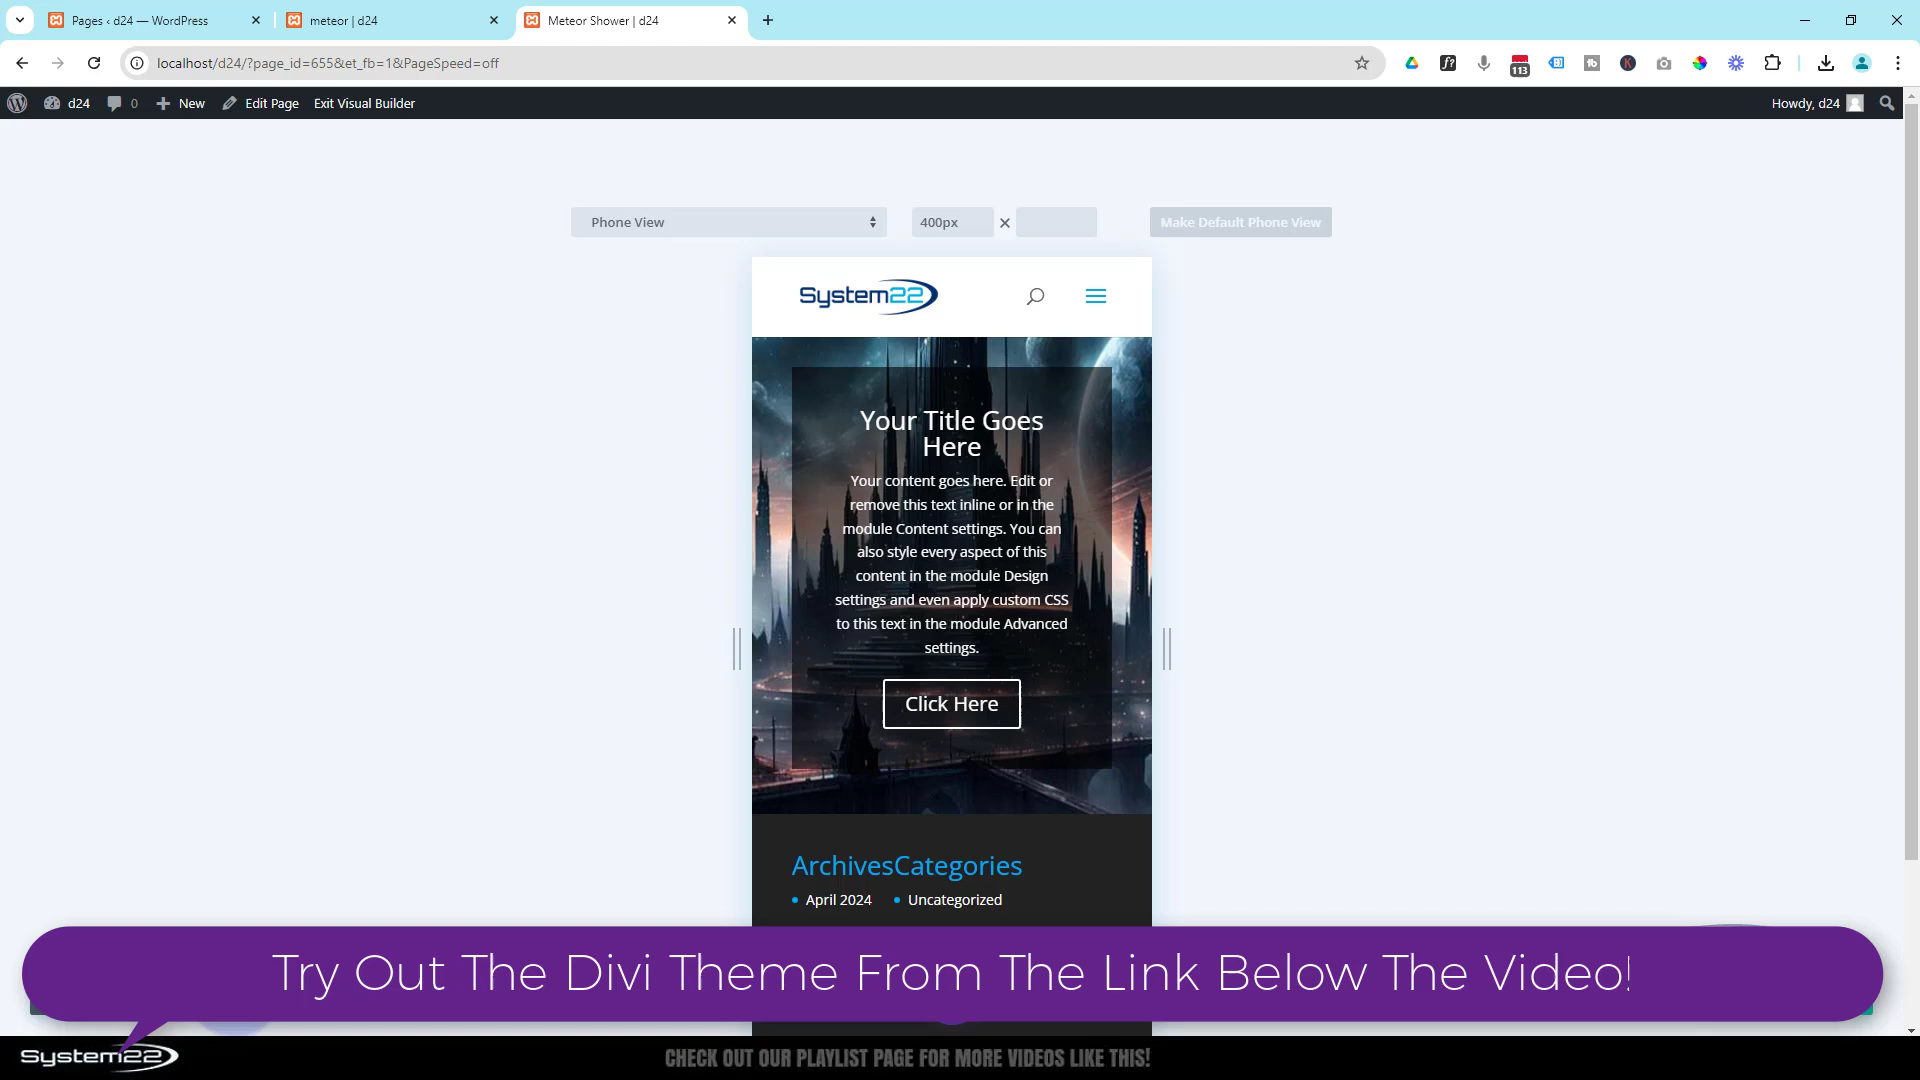 Pages ‹ d24 — WordPress
meteor | d24
Meteor Shower | d24
localhost/d24/?page_id=655&et_fb=1&PageSpeed=off
f?
113
tb
K
d24
0
New
Edit Page
Exit Visual Builder
Howdy, d24
Phone View
400px
Make Default Phone View
System22
Your Title Goes
Here
Your content goes here. Edit or
remove this text inline or in the
module Content settings. You can
also style every aspect of this
content in the module Design
settings and even apply custom CSS
to this text in the module Advanced
settings.
Click Here
ArchivesCategories
April 2024
Uncategorized
Try Out The Divi Theme From The Link Below The Video!
System22
CHECK OUT OUR PLAYLIST PAGE FOR MORE VIDEOS LIKE THIS!